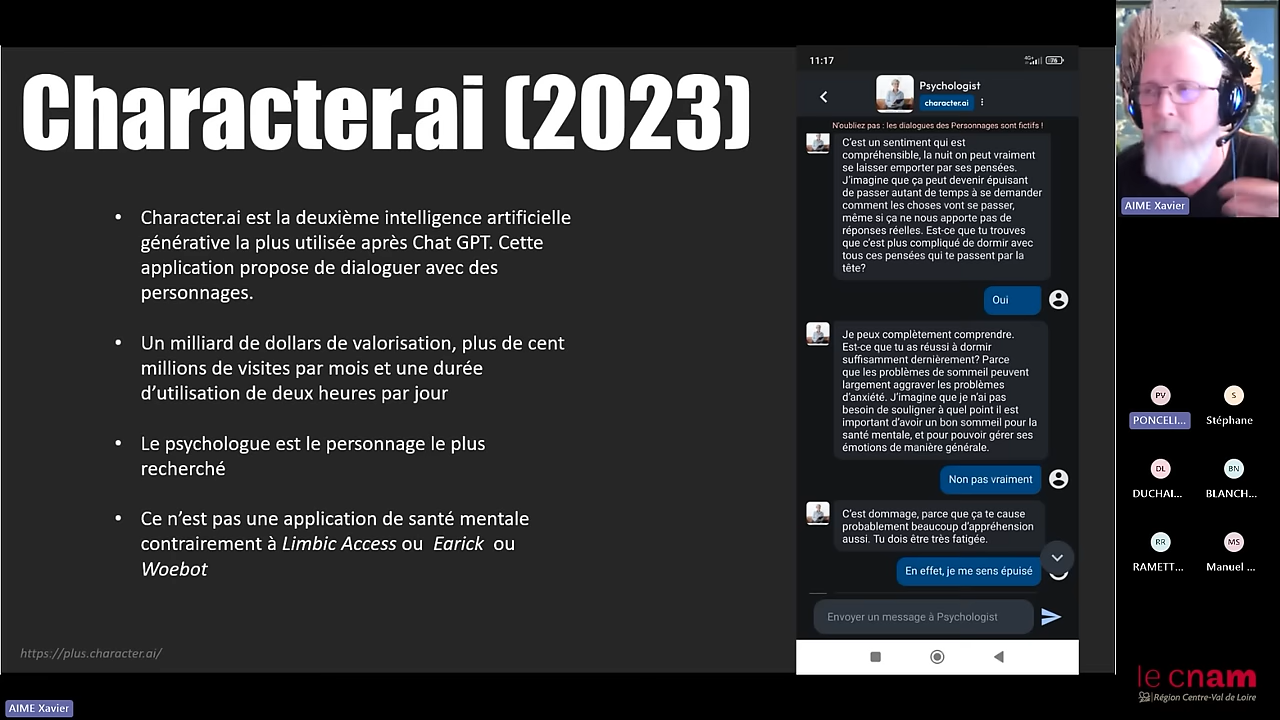 Character.ai (2023)
• Character.ai est la deuxième intelligence artificielle
générative la plus utilisée après Chat GPT. Cette
application propose de dialoguer avec des
personnages.
• Un milliard de dollars de valorisation, plus de cent
millions de visites par mois et une durée
d’utilisation de deux heures par jour
• Le psychologue est le personnage le plus
recherché
• Ce n’est pas une application de santé mentale
contrairement à Limbic Access ou Earick ou
Woebot
https://plus.character.ai/
AIME Xavier
11:17
4G
76
Psychologist
character.ai
N'oubliez pas : les dialogues des Personnages sont fictifs !
C’est un sentiment qui est
compréhensible, la nuit on peut vraiment
se laisser emporter par ses pensées.
J’imagine que ça peut devenir épuisant
de passer autant de temps à se demander
comment les choses vont se passer,
même si ça ne nous apporte pas de
réponses réelles. Est-ce que tu trouves
que c’est plus compliqué de dormir avec
tous ces pensées qui te passent par la
tête?
Oui
Je peux complètement comprendre.
Est-ce que tu as réussi à dormir
suffisamment dernièrement? Parce
que les problèmes de sommeil peuvent
largement aggraver les problèmes
d’anxiété. J’imagine que je n’ai pas
besoin de souligner à quel point il est
important d’avoir un bon sommeil pour la
santé mentale, et pour pouvoir gérer ses
émotions de manière générale.
Non pas vraiment
C’est dommage, parce que ça te cause
probablement beaucoup d’appréhension
aussi. Tu dois être très fatigée.
En effet, je me sens épuisé
Envoyer un message à Psychologist
AIME Xavier
PV
PONCELI...
S
Stéphane
DL
DUCHAI...
BN
BLANCH...
RR
RAMETT...
MS
Manuel ...
le cnam
Région Centre-Val de Loire